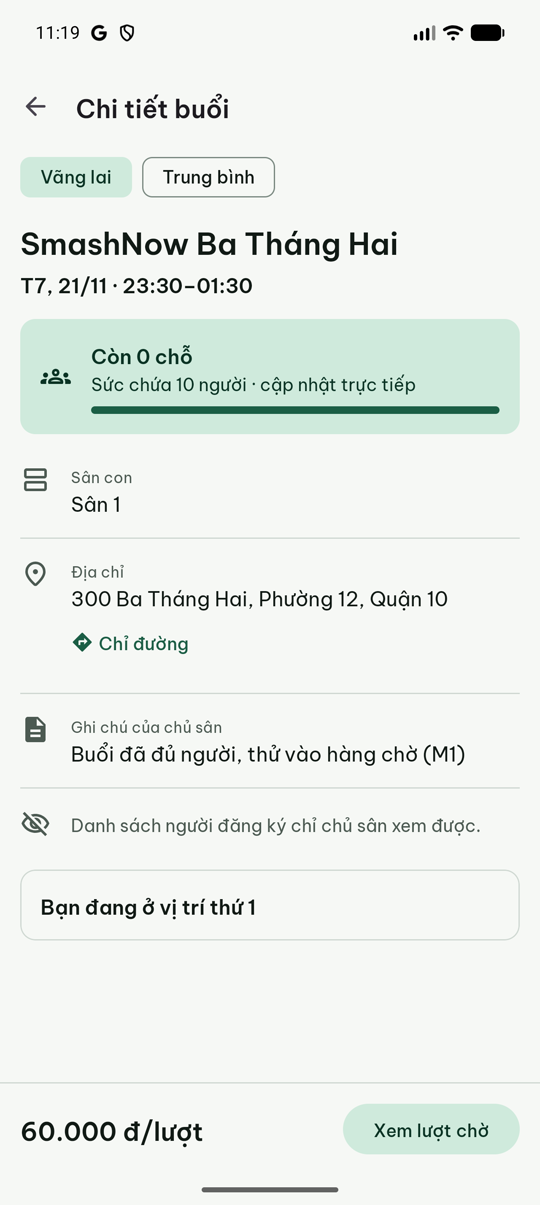 11:19
Chi tiết buổi
Vãng lai
Trung bình
SmashNow Ba Tháng Hai
T7, 21/11 · 23:30–01:30
Còn 0 chỗ
Sức chứa 10 người · cập nhật trực tiếp
Sân con
Sân 1
Địa chỉ
300 Ba Tháng Hai, Phường 12, Quận 10
Chỉ đường
Ghi chú của chủ sân
Buổi đã đủ người, thử vào hàng chờ (M1)
Danh sách người đăng ký chỉ chủ sân xem được.
Bạn đang ở vị trí thứ 1
60.000 đ/lượt
Xem lượt chờ